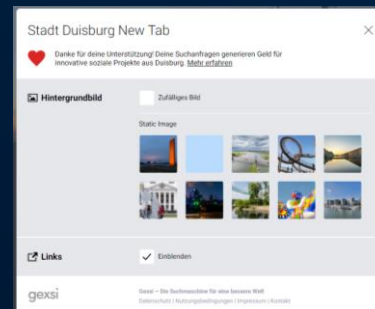 Stadt Duisburg New Tab
Danke für deine Unterstützung! Deine Suchanfragen generieren Geld für
innovative soziale Projekte aus Duisburg. Mehr erfahren
Hintergrundbild
Zufälliges Bild
Static Image
Links
Einblenden
gexsi
Gexsi – Die Suchmaschine für eine bessere Welt
Datenschutz | Nutzungsbedingungen | Impressum | Kontakt